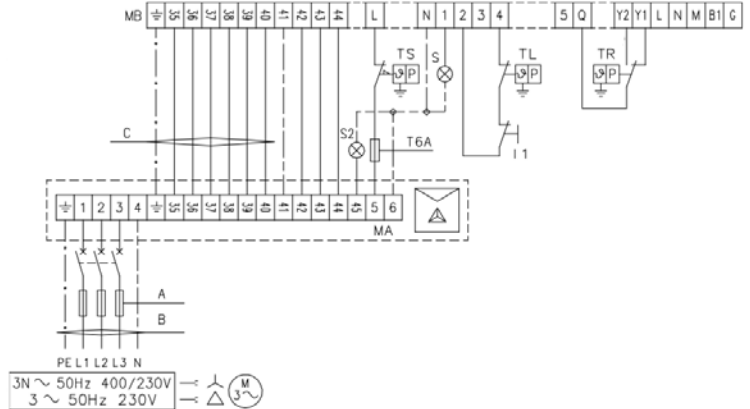 MB ⏚ 35 36 37 38 39 40 41 42 43 44 L N 1 2 3 4 5 Q Y2 Y1 L N M B1 G
TS S TL TR
ϑ P ϑ P ϑ P
C S2 T6A I1
⏚ 1 2 3 4 ⏚ 35 36 37 38 39 40 41 42 43 44 45 5 6
MA
A
B
PE L1 L2 L3 N
3N ~ 50Hz 400/230V
3 ~ 50Hz 230V
M
3~